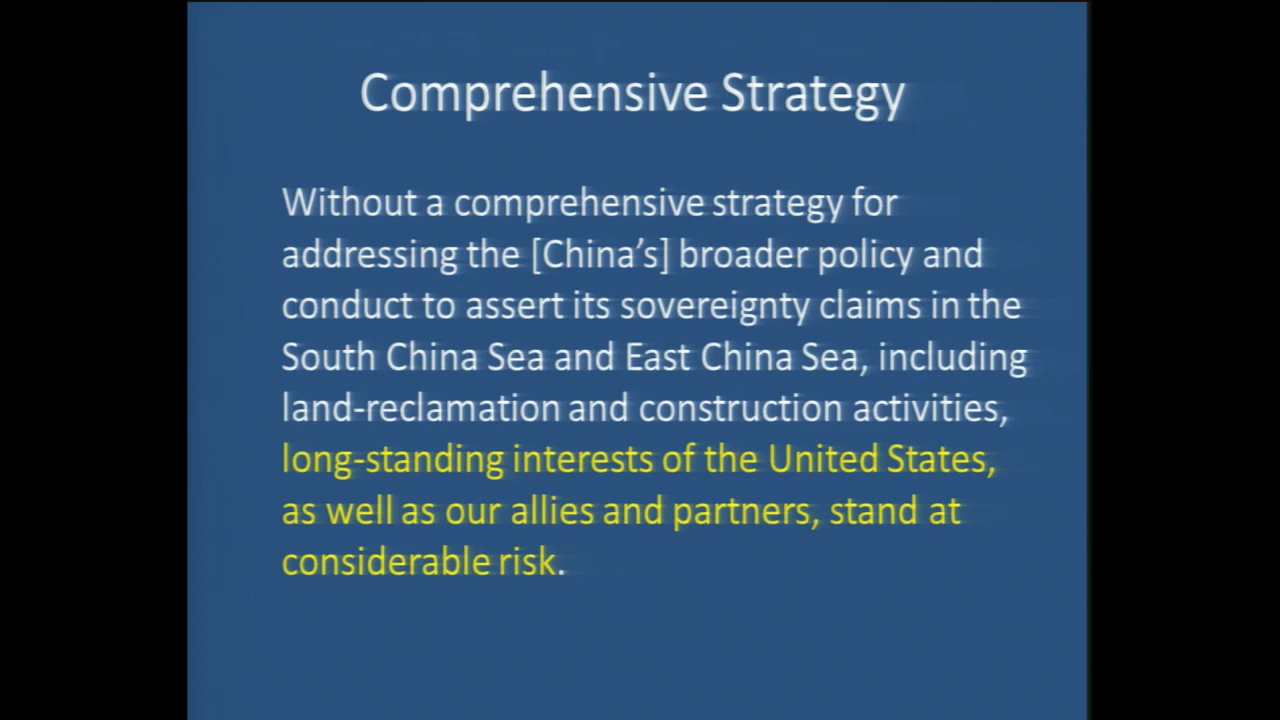 Comprehensive Strategy
Without a comprehensive strategy for
addressing the [China’s] broader policy and
conduct to assert its sovereignty claims in the
South China Sea and East China Sea, including
land-reclamation and construction activities,
long-standing interests of the United States,
as well as our allies and partners, stand at
considerable risk.